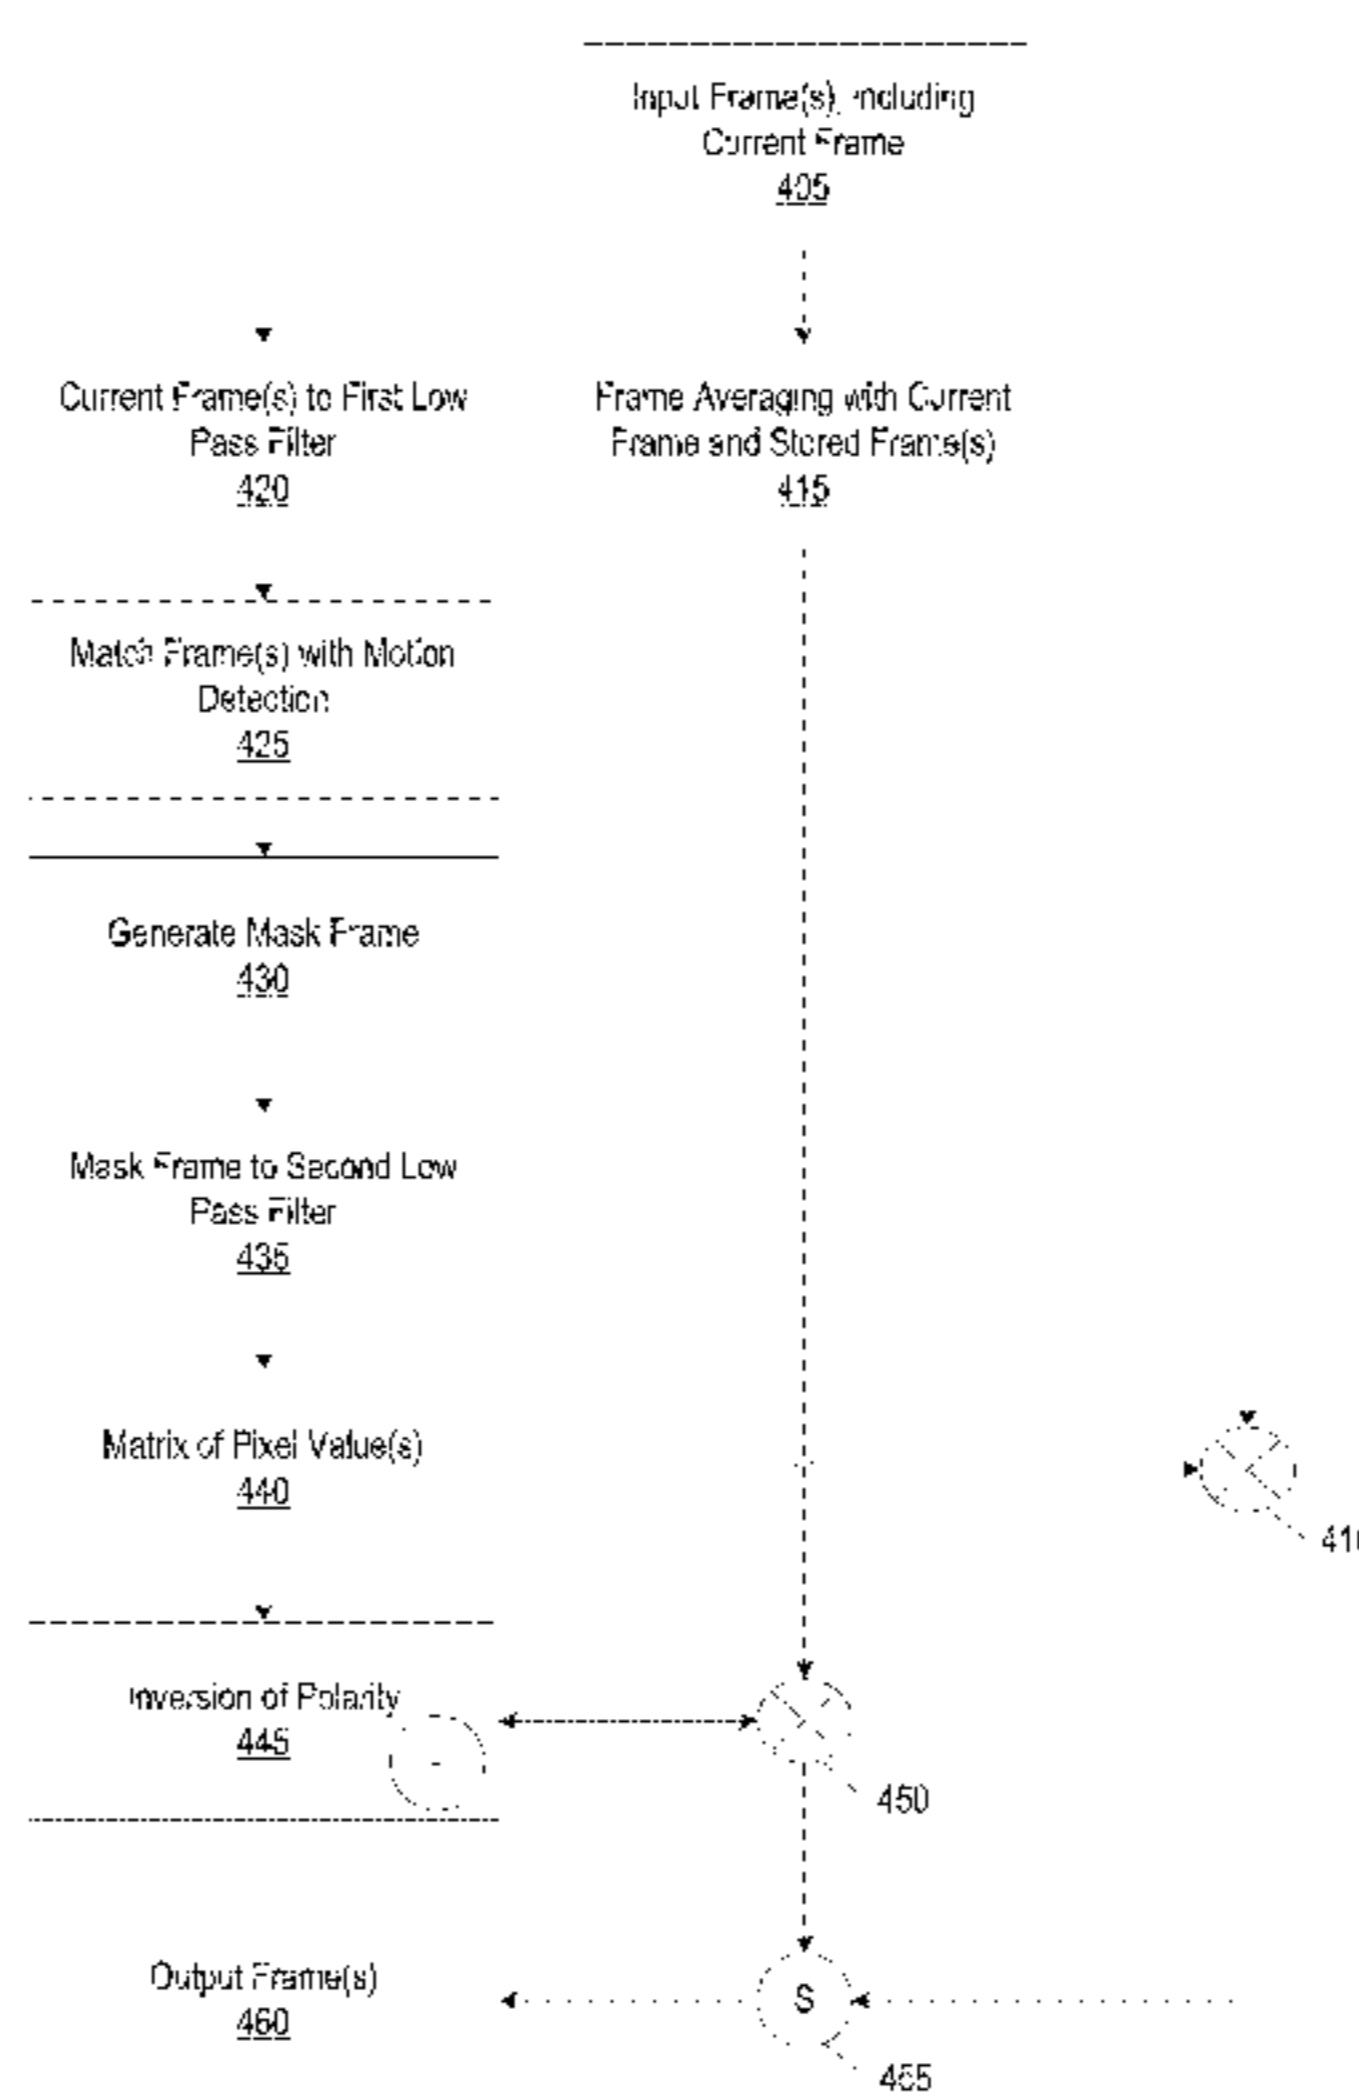 Input Frame(s), including
Current Frame
405
Current Frame(s) to First Low
Pass Filter
420
Frame Averaging with Current
Frame and Stored Frame(s)
415
Match Frame(s) with Motion
Detection
425
Generate Mask Frame
430
Mask Frame to Second Low
Pass Filter
435
Matrix of Pixel Value(s)
440
Inversion of Polarity
445
-
450
Output Frame(s)
460
S
455